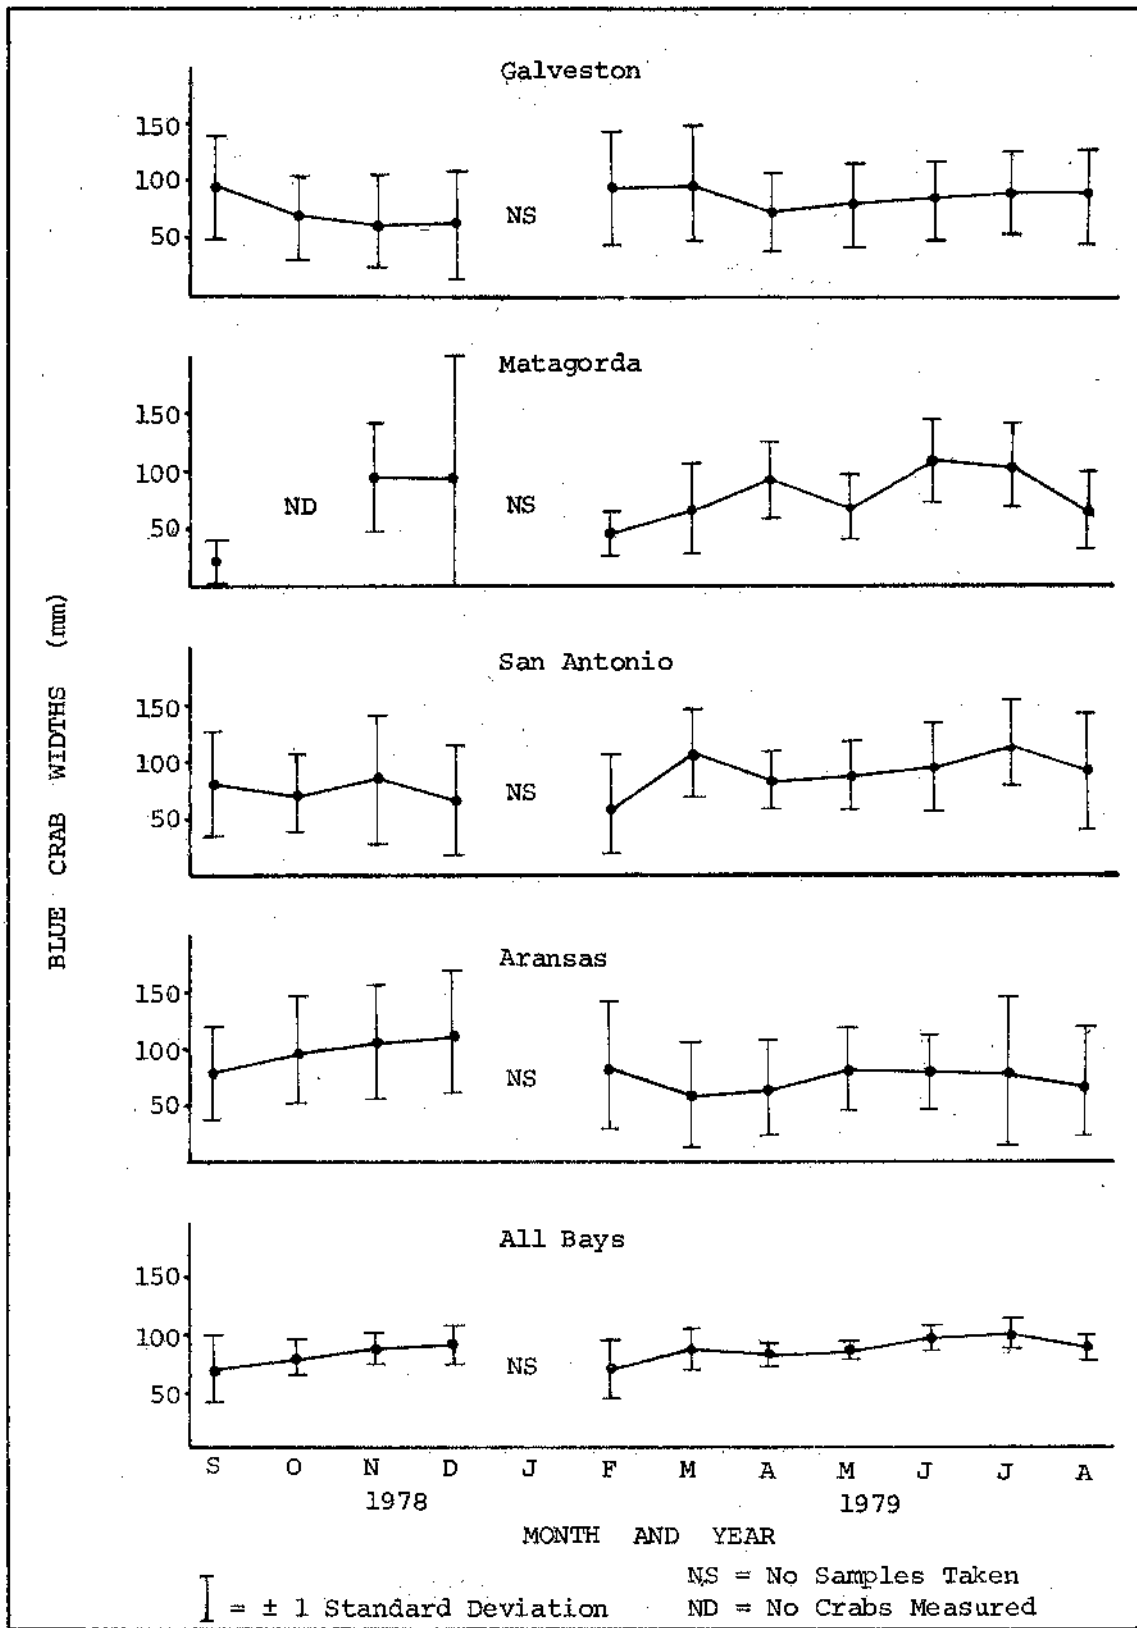 Galveston
150
100
50
NS
Matagorda
150
100
50
ND
NS
San Antonio
150
100
50
NS
Aransas
150
100
50
NS
All Bays
150
100
50
NS
BLUE CRAB WIDTHS (mm)
S O N D J F M A M J J A
1978 1979
MONTH AND YEAR
= ± 1 Standard Deviation
NS = No Samples Taken
ND = No Crabs Measured